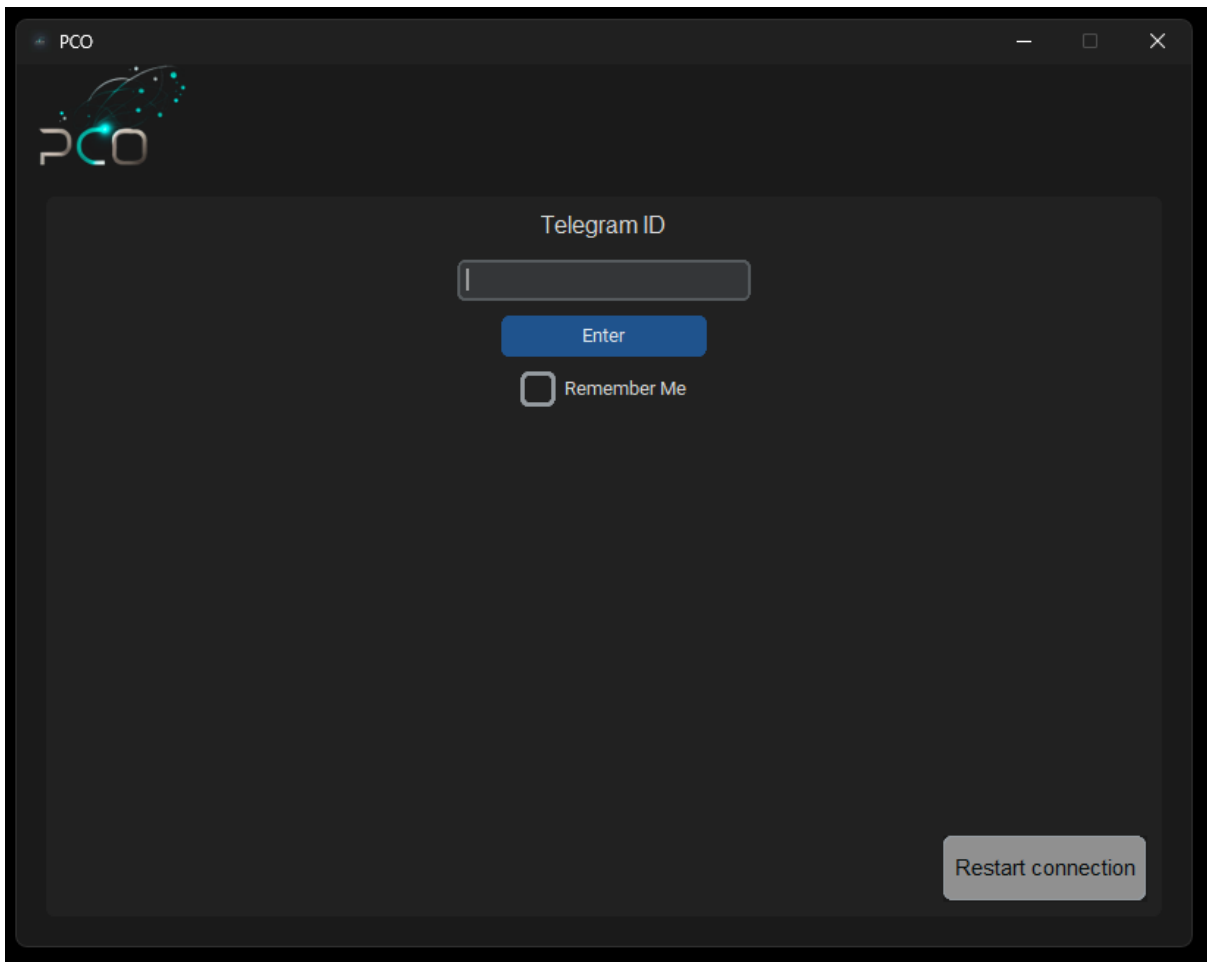 PCO
PCO
Telegram ID
Enter
Remember Me
Restart connection